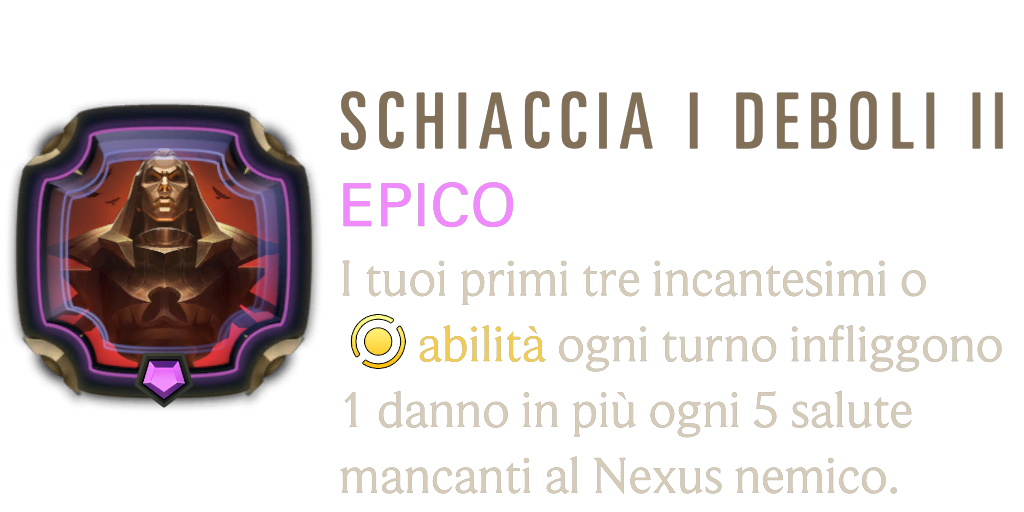 SCHIACCIA I DEBOLI II
EPICO
I tuoi primi tre incantesimi o
abilità ogni turno infliggono
1 danno in più ogni 5 salute
mancanti al Nexus nemico.